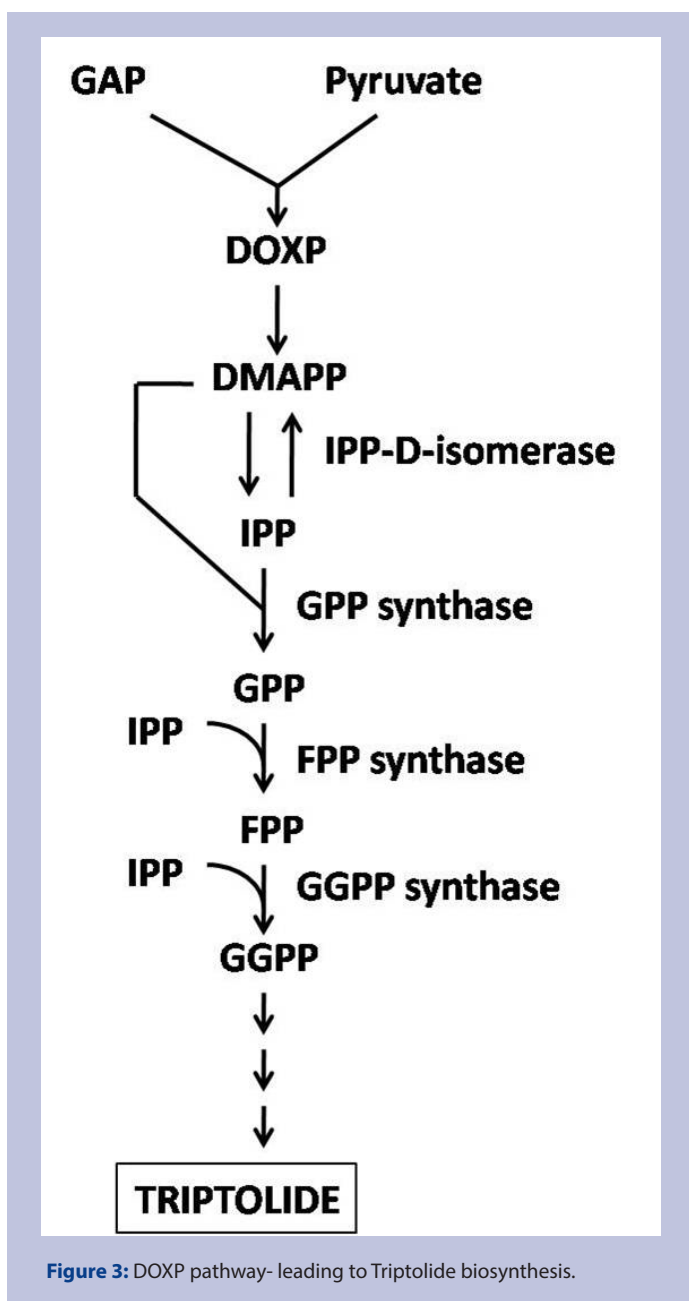 GAP Pyruvate
DOXP
DMAPP
IPP-D-isomerase
IPP
GPP synthase
GPP
IPP
FPP synthase
FPP
IPP
GGPP synthase
GGPP
TRIPTOLIDE
Figure 3: DOXP pathway- leading to Triptolide biosynthesis.